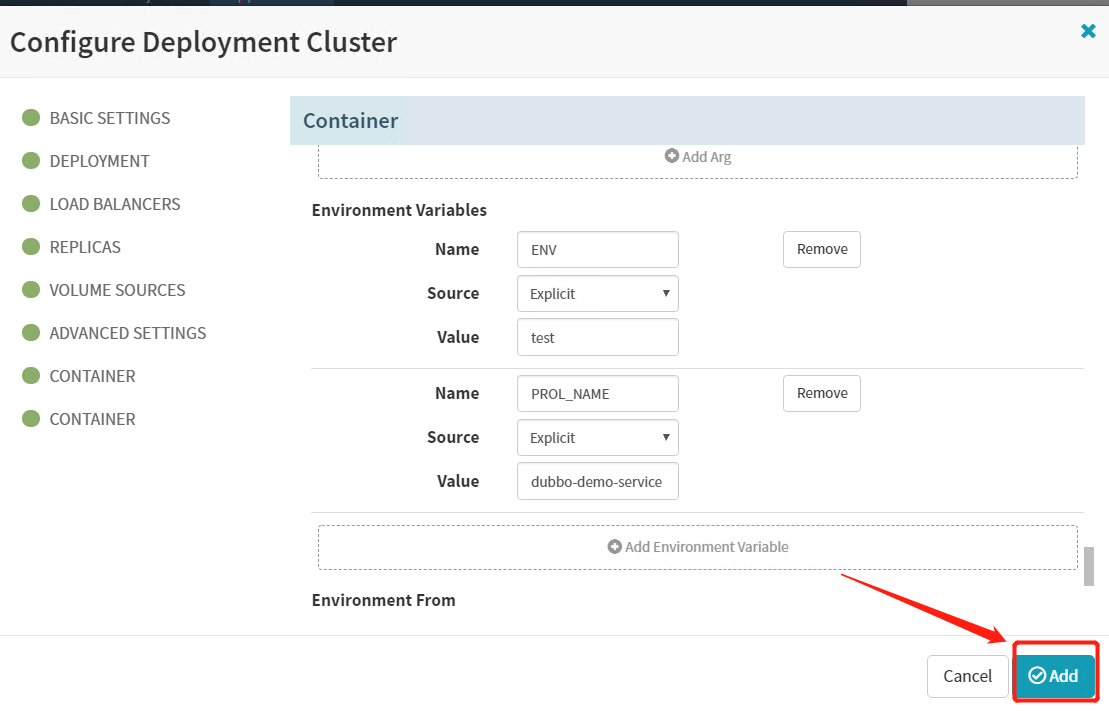 Configure Deployment Cluster
BASIC SETTINGS
DEPLOYMENT
LOAD BALANCERS
REPLICAS
VOLUME SOURCES
ADVANCED SETTINGS
CONTAINER
CONTAINER
Container
Add Arg
Environment Variables
Name ENV Remove
Source Explicit
Value test
Name PROL_NAME Remove
Source Explicit
Value dubbo-demo-service
Add Environment Variable
Environment From
Cancel Add